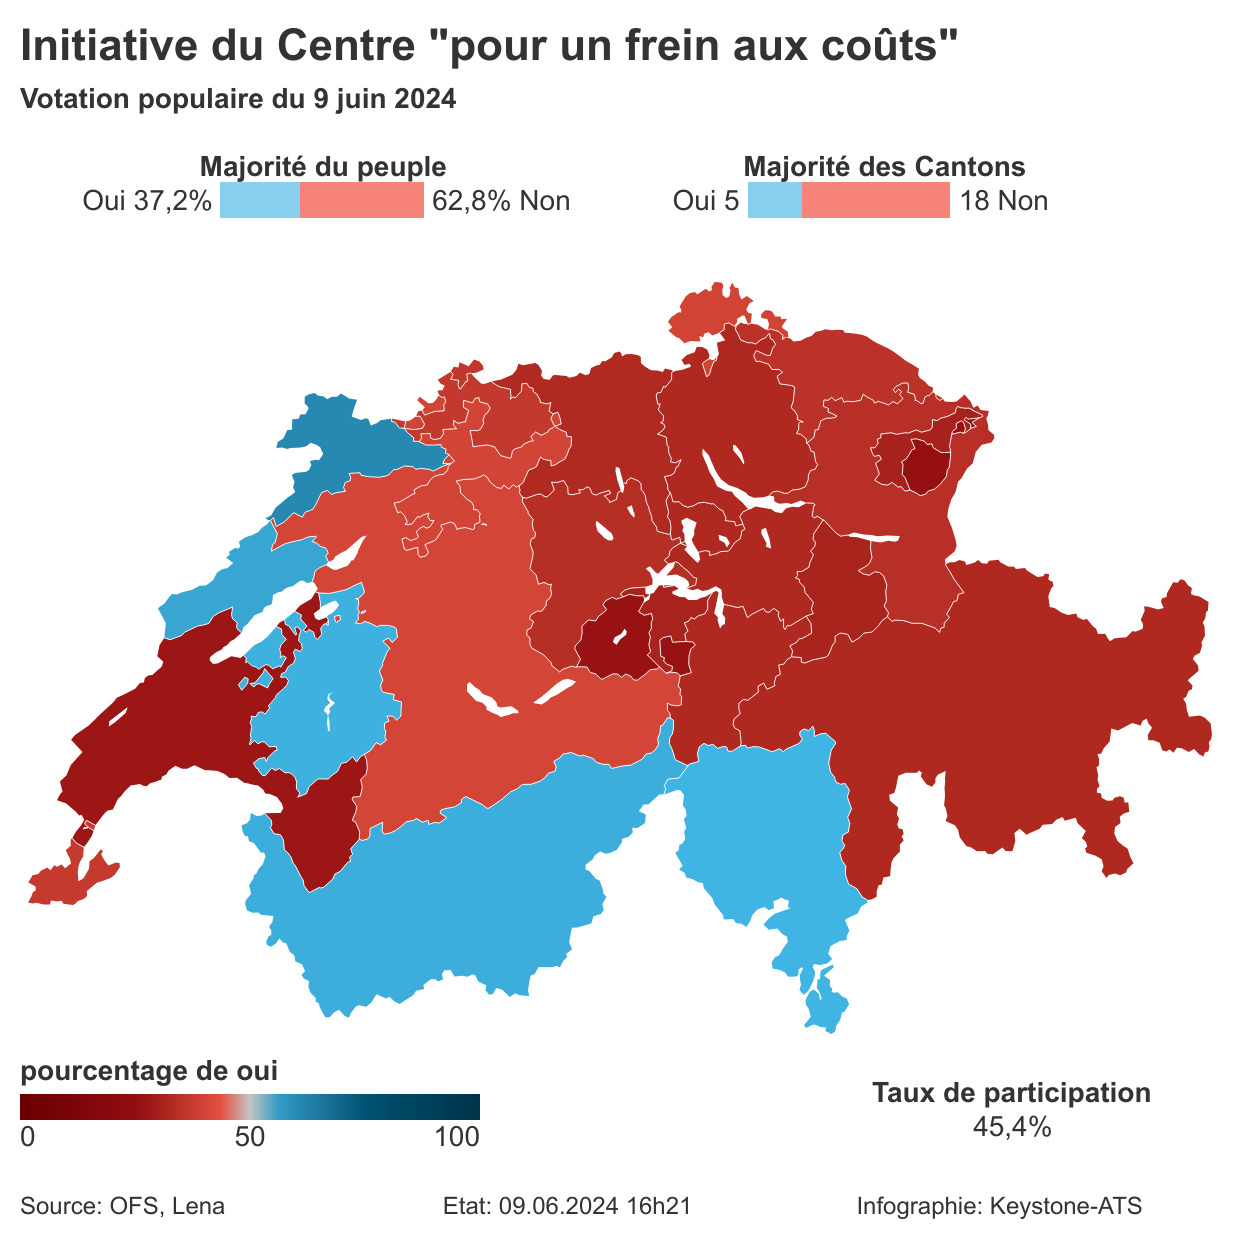 Initiative du Centre "pour un frein aux coûts"
Votation populaire du 9 juin 2024
Majorité du peuple
Oui 37,2% 62,8% Non
Majorité des Cantons
Oui 5 18 Non
pourcentage de oui
0 50 100
Taux de participation
45,4%
Source: OFS, Lena Etat: 09.06.2024 16h21 Infographie: Keystone-ATS